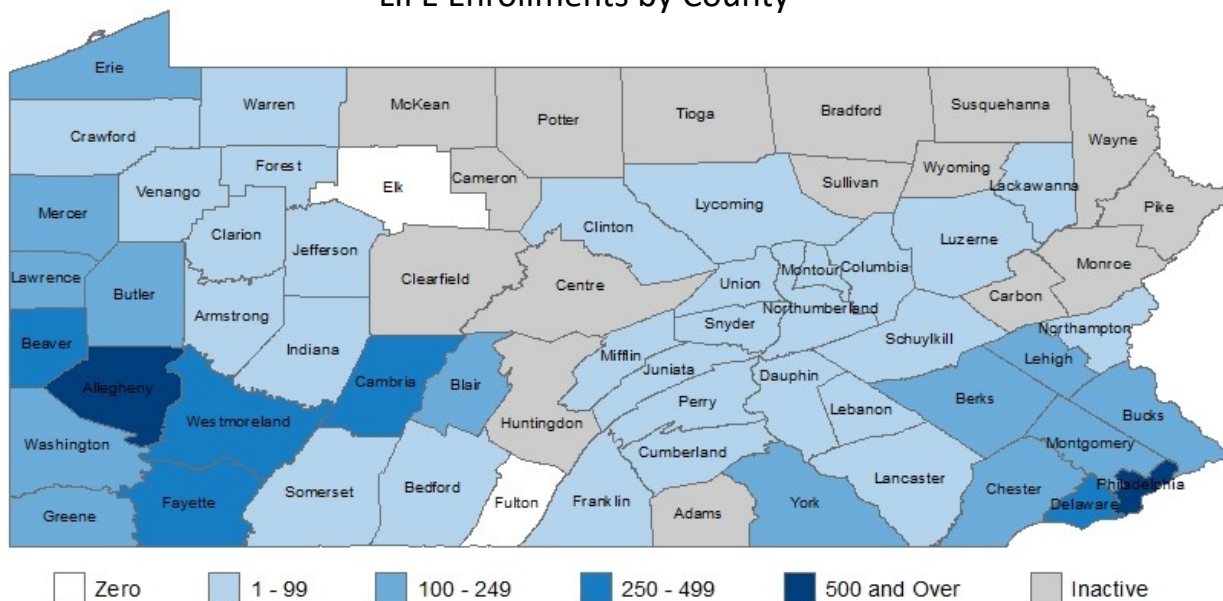 LIFE Enrollments by County
Erie
Warren
McKean
Potter
Tioga
Bradford
Susquehanna
Wayne
Crawford
Forest
Elk
Cameron
Sullivan
Wyoming
Lackawanna
Pike
Venango
Mercer
Clarion
Jefferson
Clinton
Lycoming
Luzerne
Monroe
Lawrence
Butler
Clearfield
Centre
Union
Montour
Columbia
Carbon
Armstrong
Northumberland
Northampton
Beaver
Indiana
Snyder
Schuylkill
Mifflin
Lehigh
Allegheny
Cambria
Blair
Juniata
Dauphin
Perry
Lebanon
Berks
Bucks
Westmoreland
Huntingdon
Washington
Cumberland
Montgomery
Lancaster
Philadelphia
Somerset
Bedford
Fulton
Franklin
York
Chester
Delaware
Greene
Fayette
Adams
Zero
1 - 99
100 - 249
250 - 499
500 and Over
Inactive